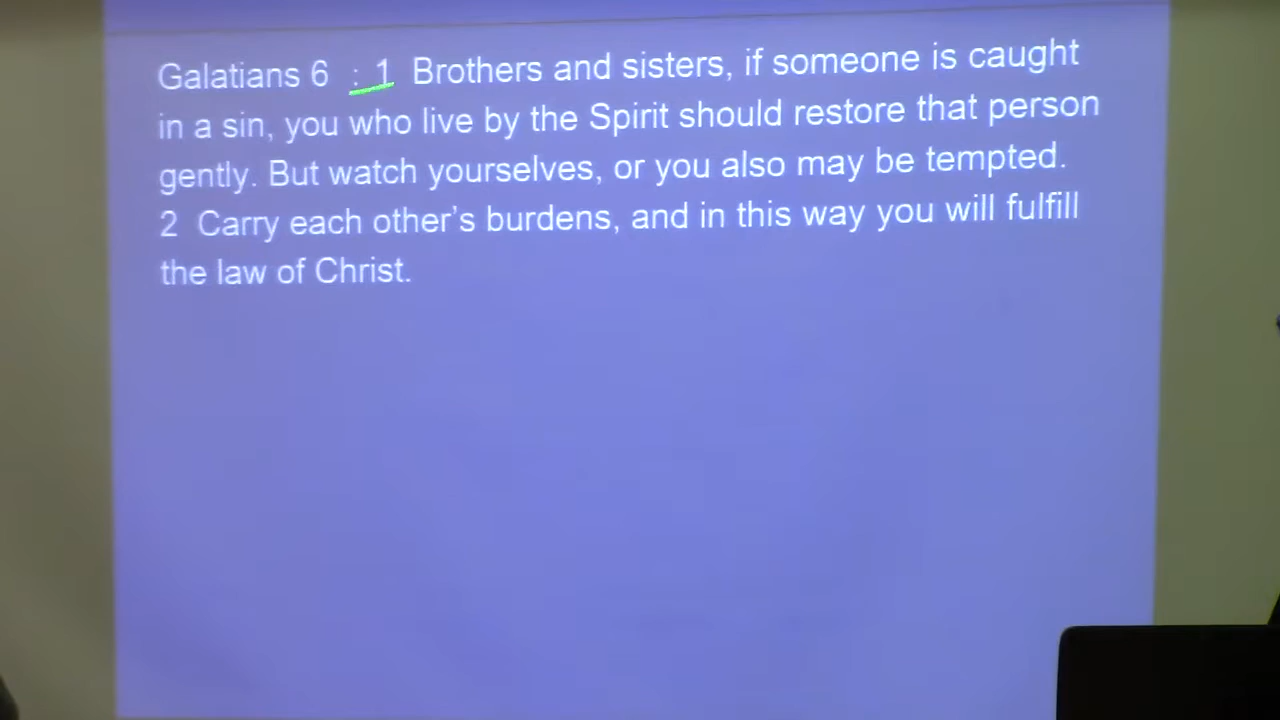 Galatians 6 : 1 Brothers and sisters, if someone is caught
in a sin, you who live by the Spirit should restore that person
gently. But watch yourselves, or you also may be tempted.
2 Carry each other’s burdens, and in this way you will fulfill
the law of Christ.